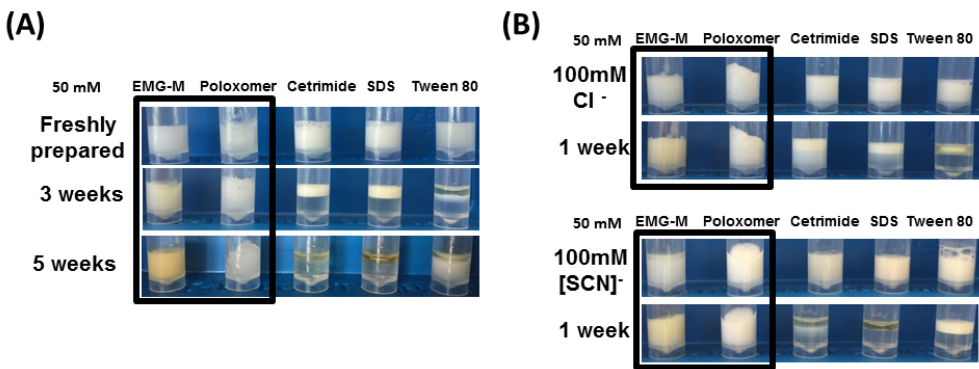 (A)
50 mM EMG-M Poloxomer Cetrimide SDS Tween 80
Freshly
prepared
3 weeks
5 weeks
(B)
50 mM EMG-M Poloxomer Cetrimide SDS Tween 80
100mM
Cl -
1 week
50 mM EMG-M Poloxomer Cetrimide SDS Tween 80
100mM
[SCN]-
1 week